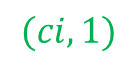 (ci, 1)